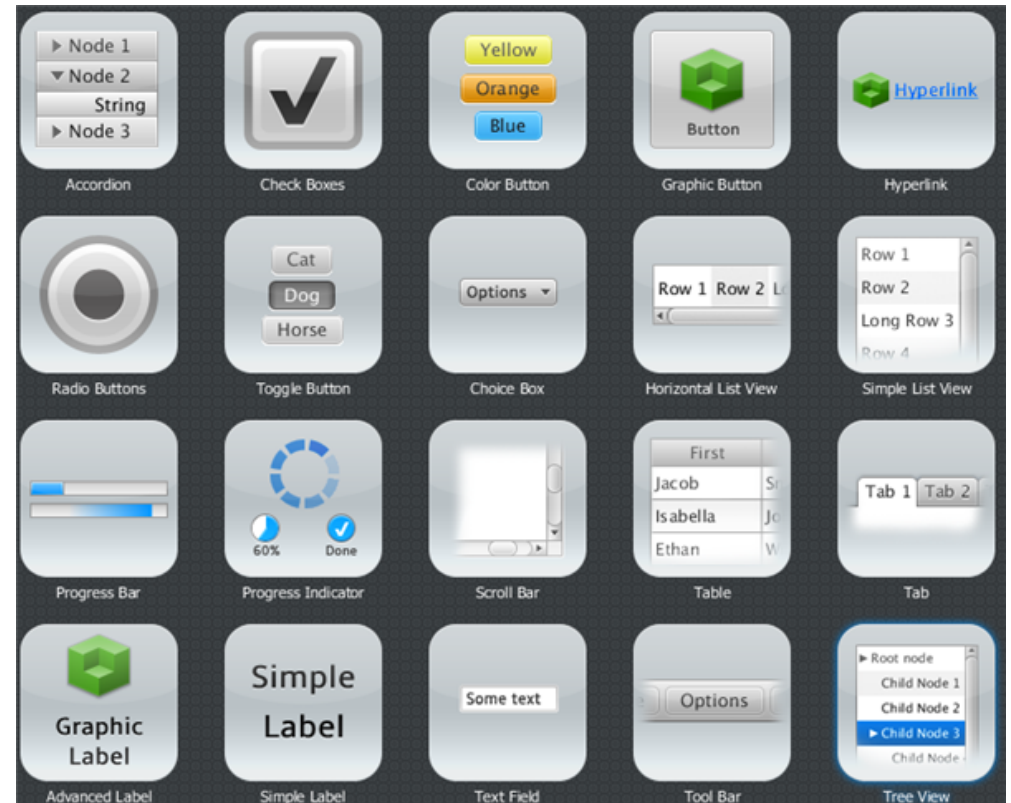 Node 1
Node 2
String
Node 3
Accordion
Check Boxes
Yellow
Orange
Blue
Color Button
Button
Graphic Button
Hyperlink
Hyperlink
Radio Buttons
Cat
Dog
Horse
Toggle Button
Options
Choice Box
Row 1 Row 2 Lo
Horizontal List View
Row 1
Row 2
Long Row 3
Row 4
Simple List View
Progress Bar
60% Done
Progress Indicator
Scroll Bar
First
Jacob Sm
Isabella Jo
Ethan W
Table
Tab 1 Tab 2
Tab
Graphic
Label
Advanced Label
Simple
Label
Simple Label
Some text
Text Field
Options
Tool Bar
Root node
Child Node 1
Child Node 2
Child Node 3
Child Node
Tree View